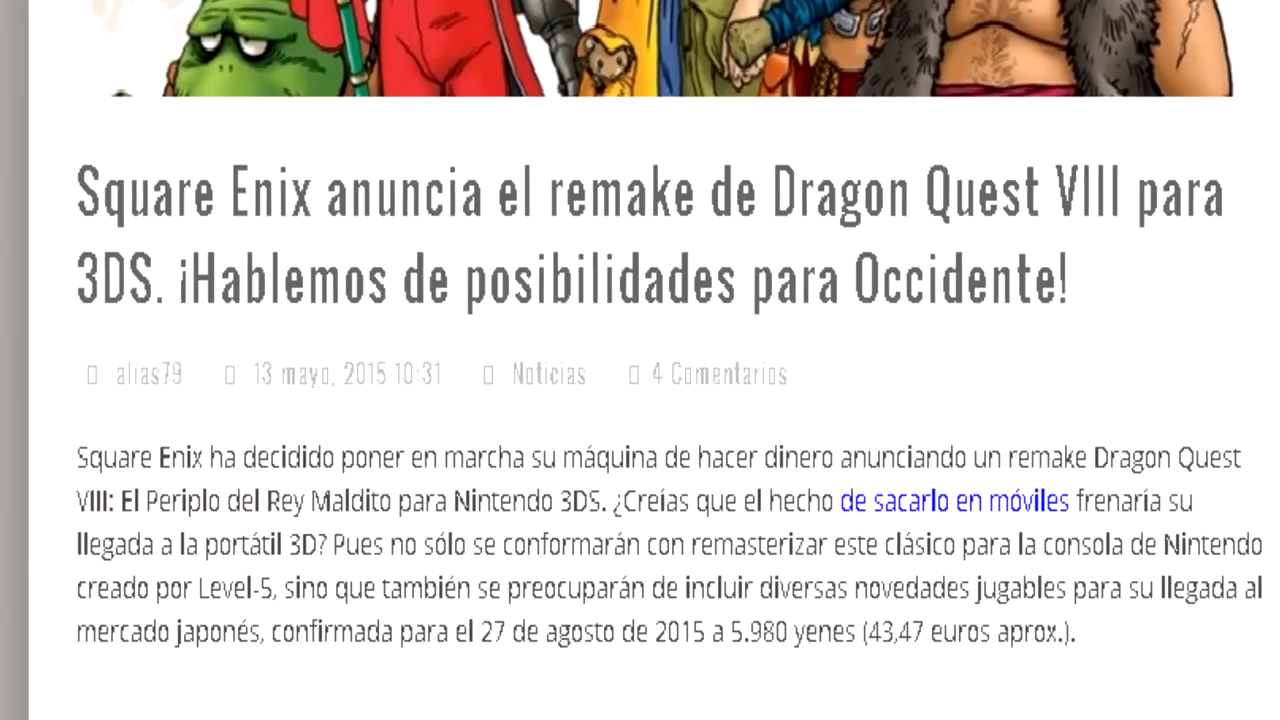 Square Enix anuncia el remake de Dragon Quest VIII para
3DS. ¡Hablemos de posibilidades para Occidente!
alias79 13 mayo, 2015 10:31 Noticias 4 Comentarios
Square Enix ha decidido poner en marcha su máquina de hacer dinero anunciando un remake Dragon Quest
VIII: El Periplo del Rey Maldito para Nintendo 3DS. ¿Creías que el hecho de sacarlo en móviles frenaría su
llegada a la portátil 3D? Pues no sólo se conformarán con remasterizar este clásico para la consola de Nintendo
creado por Level-5, sino que también se preocuparán de incluir diversas novedades jugables para su llegada al
mercado japonés, confirmada para el 27 de agosto de 2015 a 5.980 yenes (43,47 euros aprox.).